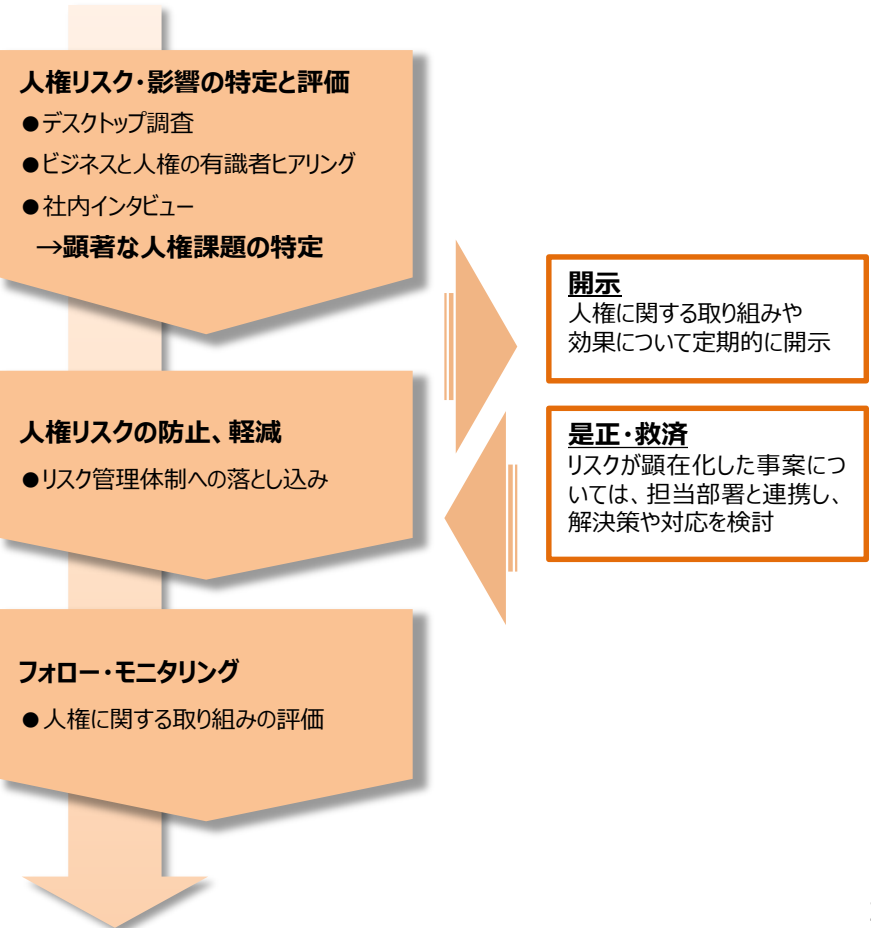 人権リスク・影響の特定と評価
●デスクトップ調査
●ビジネスと人権の有識者ヒアリング
●社内インタビュー
→顕著な人権課題の特定
人権リスクの防止、軽減
●リスク管理体制への落とし込み
フォロー・モニタリング
●人権に関する取り組みの評価
開示
人権に関する取り組みや
効果について定期的に開示
是正・救済
リスクが顕在化した事案につ
いては、担当部署と連携し、
解決策や対応を検討